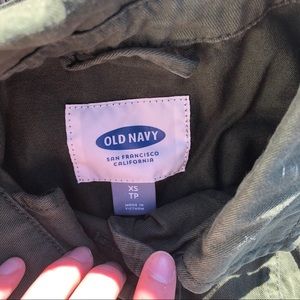 OLD NAVY
SAN FRANCISCO
CALIFORNIA
XS
TP
MADE IN
VIETNAM